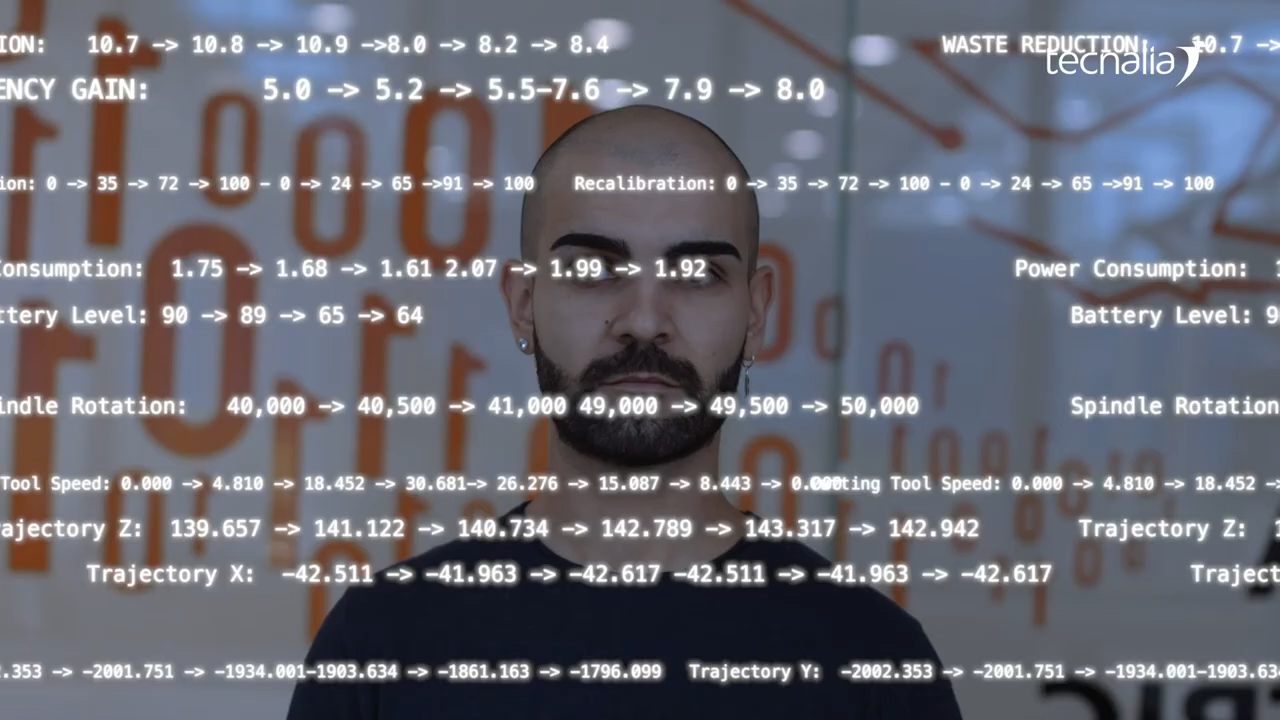 ION: 10.7 -> 10.8 -> 10.9 ->8.0 -> 8.2 -> 8.4 WASTE REDUCTION: 10.7 ->
tecnalia
ENCY GAIN: 5.0 -> 5.2 -> 5.5-7.6 -> 7.9 -> 8.0
ion: 0 -> 35 -> 72 -> 100 - 0 -> 24 -> 65 ->91 -> 100 Recalibration: 0 -> 35 -> 72 -> 100 - 0 -> 24 -> 65 ->91 -> 100
Consumption: 1.75 -> 1.68 -> 1.61 2.07 -> 1.99 -> 1.92 Power Consumption: 1
ttery Level: 90 -> 89 -> 65 -> 64 Battery Level: 90
indle Rotation: 40,000 -> 40,500 -> 41,000 49,000 -> 49,500 -> 50,000 Spindle Rotation
Tool Speed: 0.000 -> 4.810 -> 18.452 -> 30.681-> 26.276 -> 15.087 -> 8.443 -> 0.000 Cutting Tool Speed: 0.000 -> 4.810 -> 18.452 ->
ajectory Z: 139.657 -> 141.122 -> 140.734 -> 142.789 -> 143.317 -> 142.942 Trajectory Z: 1
Trajectory X: -42.511 -> -41.963 -> -42.617 -42.511 -> -41.963 -> -42.617 Traject
2.353 -> -2001.751 -> -1934.001-1903.634 -> -1861.163 -> -1796.099 Trajectory Y: -2002.353 -> -2001.751 -> -1934.001-1903.63